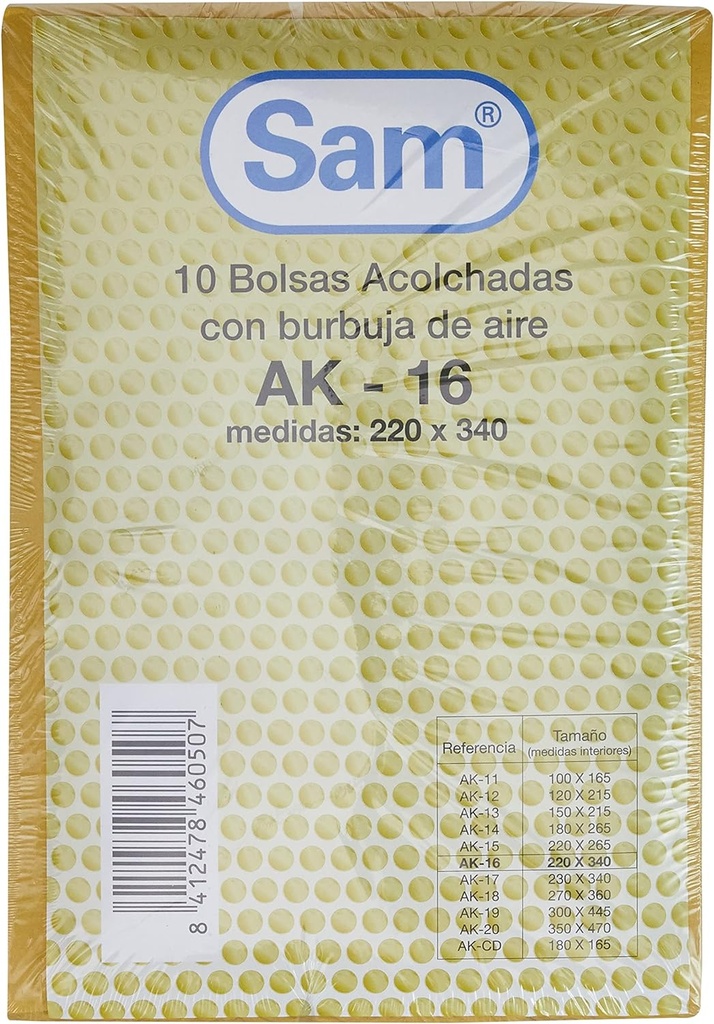 Sam®
10 Bolsas Acolchadas
con burbuja de aire
AK - 16
medidas: 220 x 340
8 412478 460507
Referencia Tamaño (medidas interiores)
AK-11 100 X 165
AK-12 120 X 215
AK-13 150 X 215
AK-14 180 X 265
AK-15 220 X 265
AK-16 220 X 340
AK-17 230 X 340
AK-18 270 X 360
AK-19 300 X 445
AK-20 350 X 470
AK-CD 180 X 165